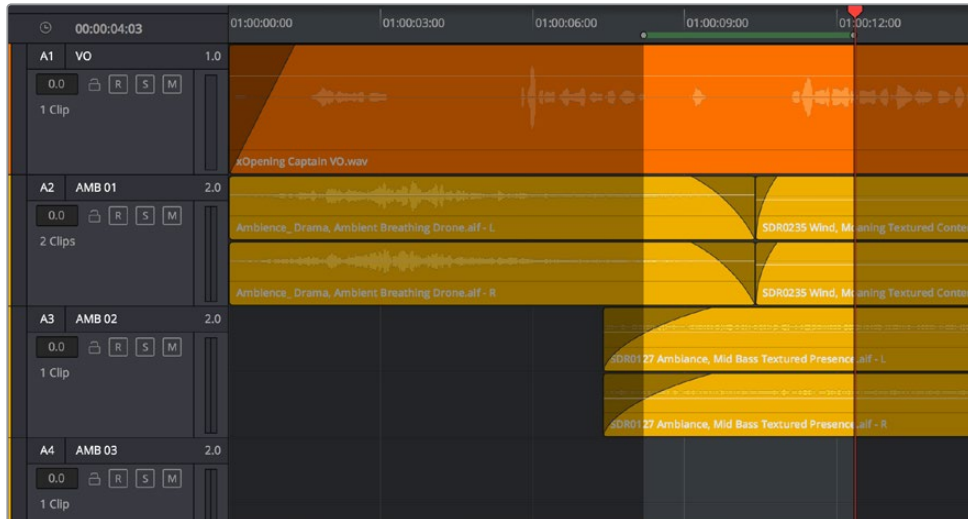 00:00:04:03
01:00:00:00 01:00:03:00 01:00:06:00 01:00:09:00 01:00:12:00
A1 VO 1.0
0.0 R S M
1 Clip
xOpening Captain VO.wav
A2 AMB 01 2.0
0.0 R S M
2 Clips
Ambience_ Drama, Ambient Breathing Drone.aif - L
SDR0235 Wind, Moaning Textured Conte
Ambience_ Drama, Ambient Breathing Drone.aif - R
SDR0235 Wind, Moaning Textured Conte
A3 AMB 02 2.0
0.0 R S M
1 Clip
SDR0127 Ambiance, Mid Bass Textured Presence.aif - L
SDR0127 Ambiance, Mid Bass Textured Presence.aif - R
A4 AMB 03 2.0
0.0 R S M
1 Clip